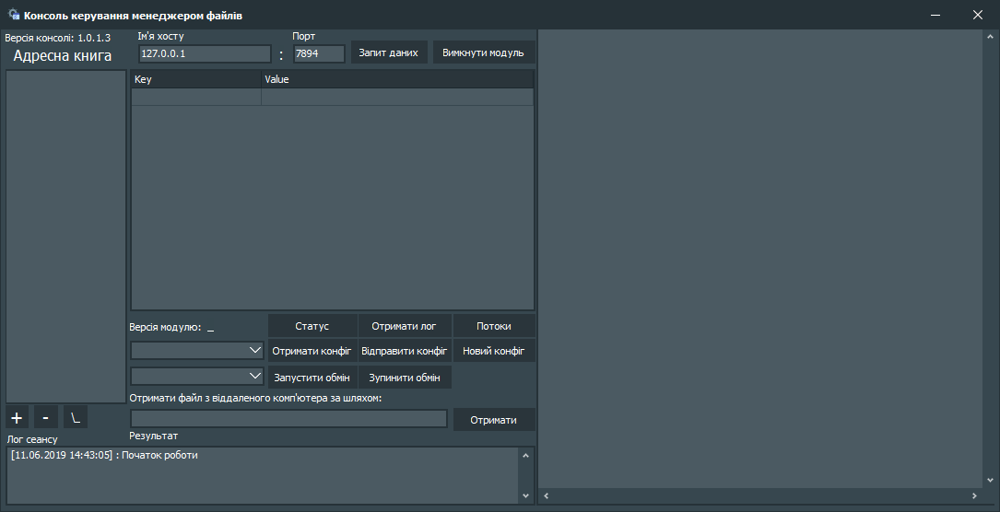 Консоль керування менеджером файлів
Версія консолі: 1.0.1.3
Адресна книга
Ім'я хосту
Порт
127.0.0.1 : 7894
Запит даних
Вимкнути модуль
Key Value
Версія модулю: _
Статус
Отримати лог
Потоки
Отримати конфіг
Відправити конфіг
Новий конфіг
Запустити обмін
Зупинити обмін
Отримати файл з віддаленого комп'ютера за шляхом:
Отримати
+ - \_
Лог сеансу
Результат
[11.06.2019 14:43:05] : Початок роботи